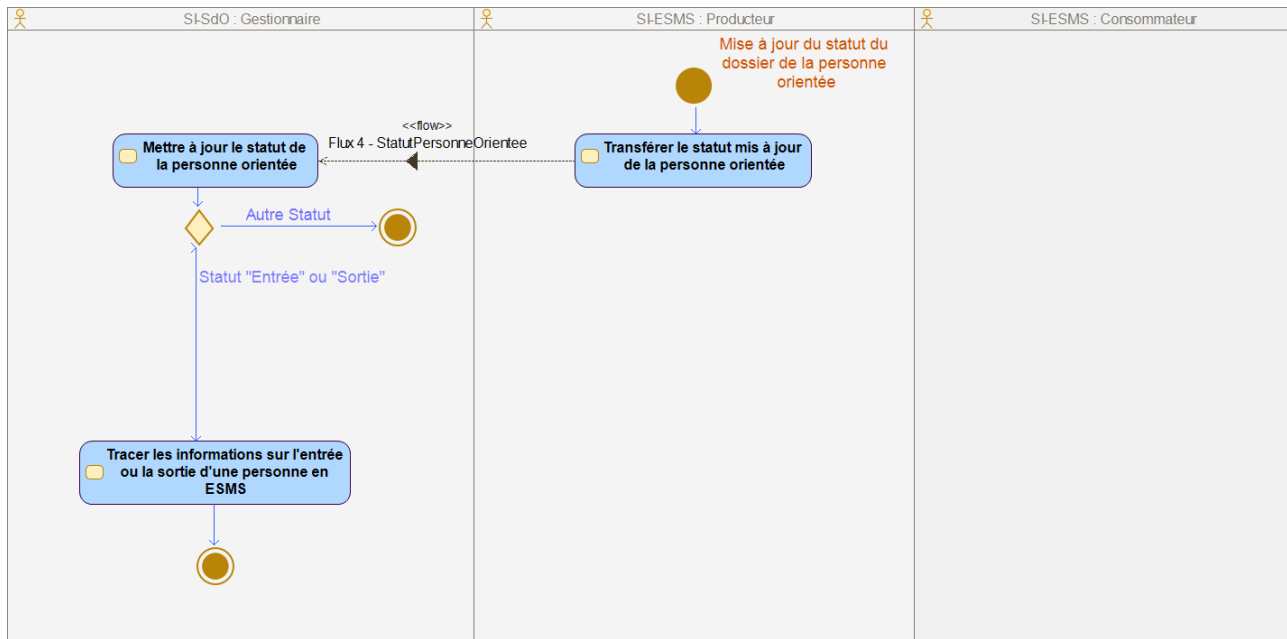 SI-SdO : Gestionnaire
SI-ESMS : Producteur
SI-ESMS : Consommateur
Mise à jour du statut du
dossier de la personne
orientée
<<flow>>
Flux 4 - StatutPersonneOrientee
Mettre à jour le statut de
la personne orientée
Transférer le statut mis à jour
de la personne orientée
Autre Statut
Statut "Entrée" ou "Sortie"
Tracer les informations sur l'entrée
ou la sortie d'une personne en
ESMS